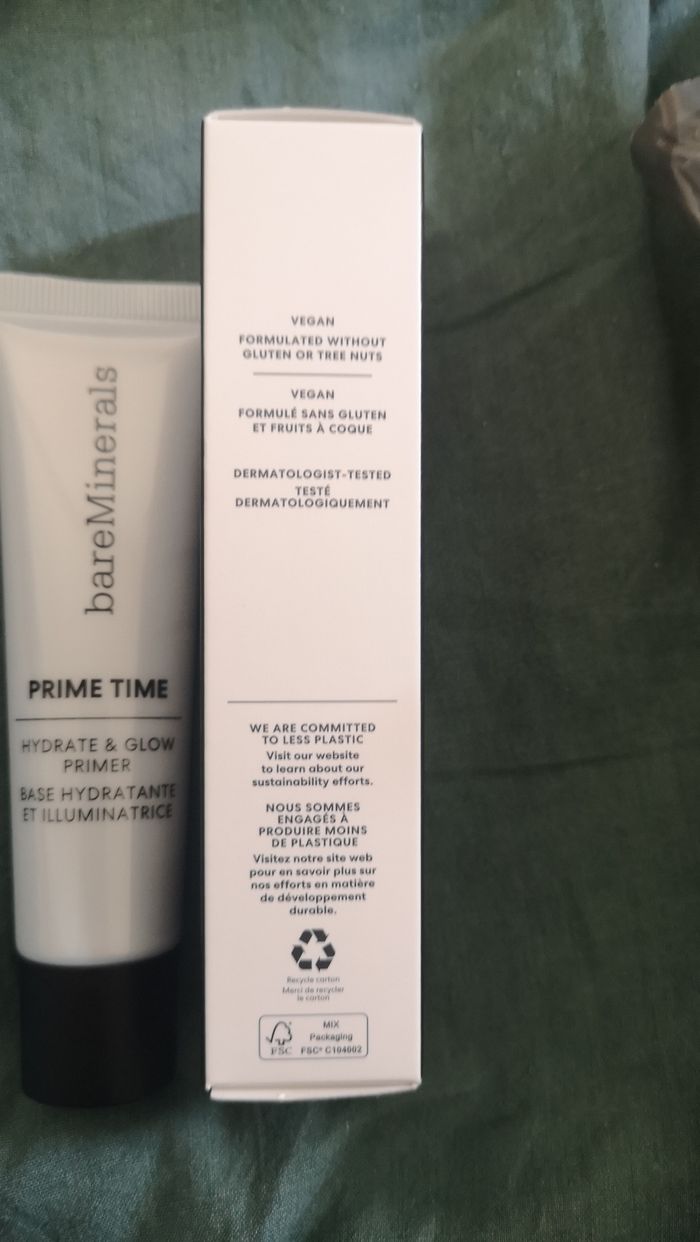 bareMinerals
PRIME TIME
HYDRATE & GLOW
PRIMER
BASE HYDRATANTE
ET ILLUMINATRICE
VEGAN
FORMULATED WITHOUT
GLUTEN OR TREE NUTS
VEGAN
FORMULÉ SANS GLUTEN
ET FRUITS À COQUE
DERMATOLOGIST-TESTED
TESTÉ
DERMATOLOGIQUEMENT
WE ARE COMMITTED
TO LESS PLASTIC
Visit our website
to learn about our
sustainability efforts.
NOUS SOMMES
ENGAGÉS À
PRODUIRE MOINS
DE PLASTIQUE
Visitez notre site web
pour en savoir plus sur
nos efforts en matière
de développement
durable.
Recycle carton
Merci de recycler
le carton
MIX
Packaging
FSC FSC® C104002